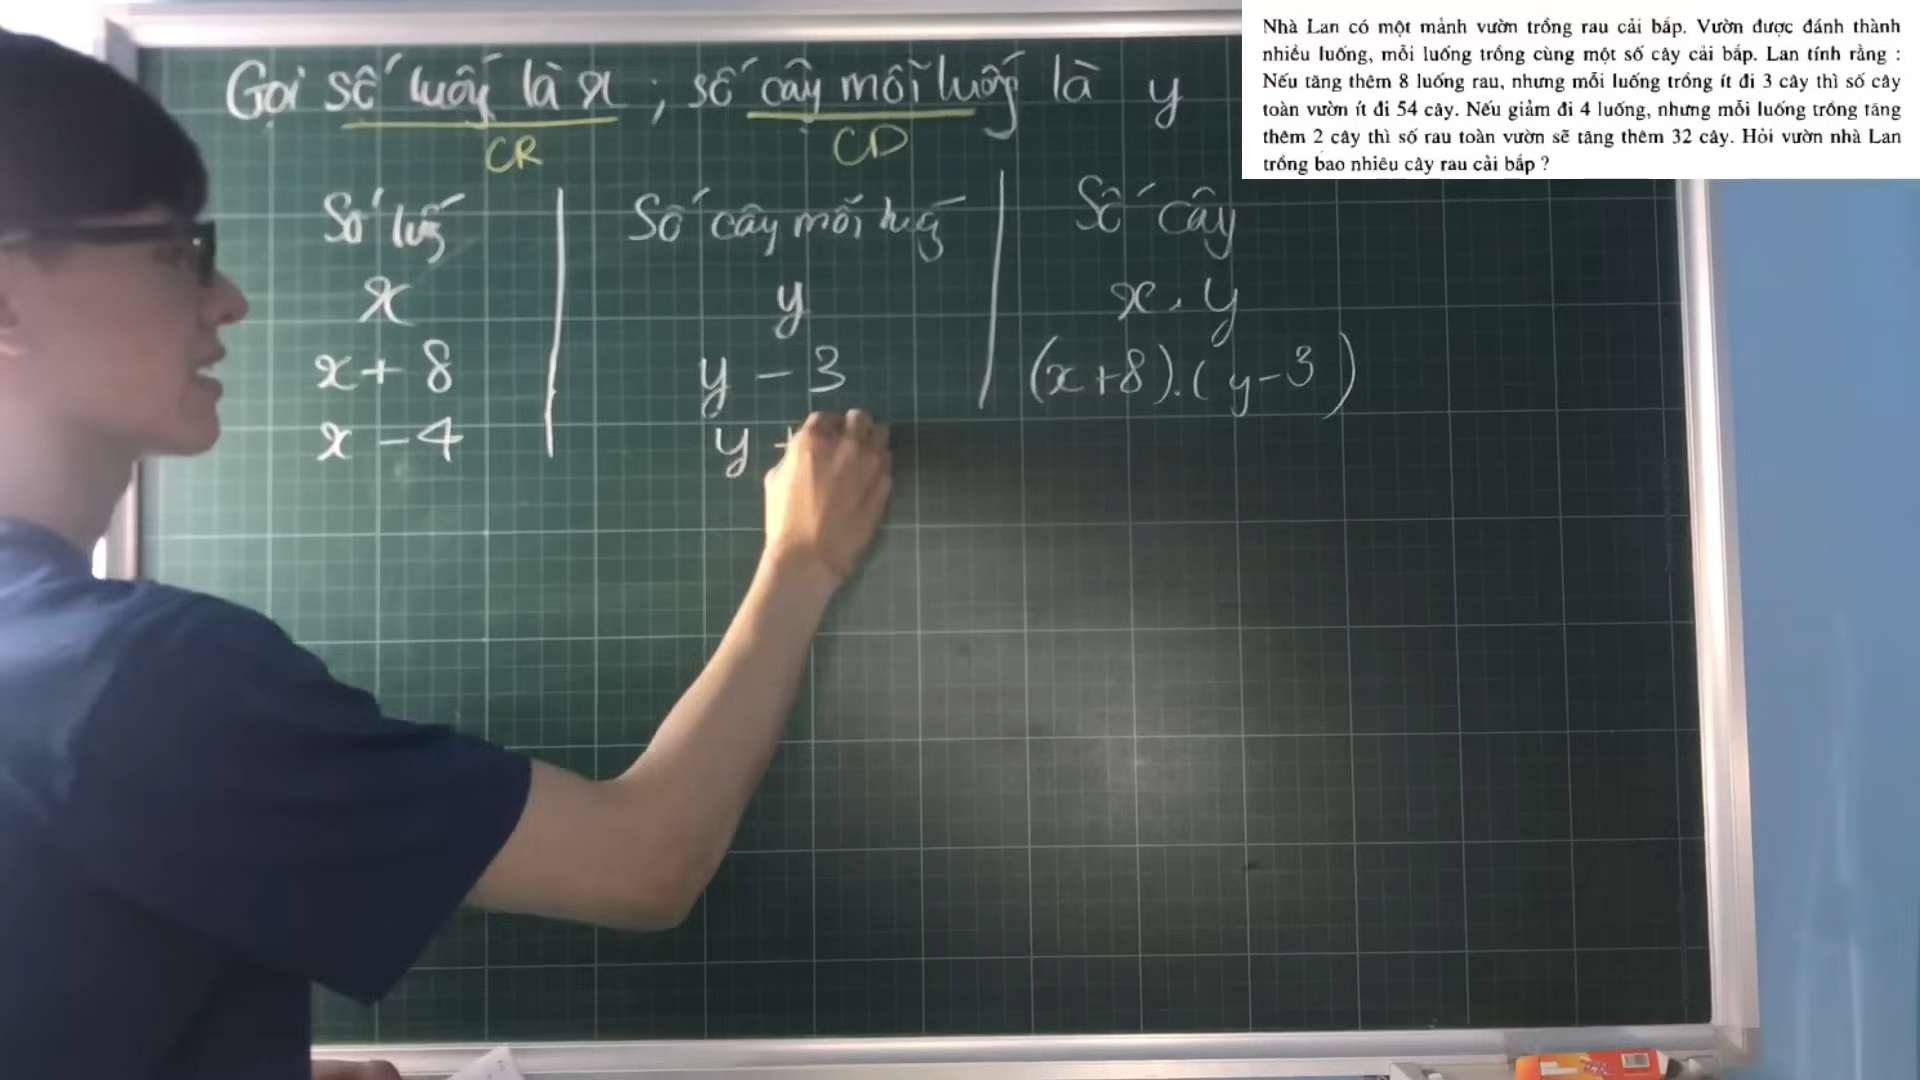 Nhà Lan có một mảnh vườn trồng rau cải bắp. Vườn được đánh thành
nhiều luống, mỗi luống trồng cùng một số cây cải bắp. Lan tính rằng :
Nếu tăng thêm 8 luống rau, nhưng mỗi luống trồng ít đi 3 cây thì số cây
toàn vườn ít đi 54 cây. Nếu giảm đi 4 luống, nhưng mỗi luống trồng tăng
thêm 2 cây thì số rau toàn vườn sẽ tăng thêm 32 cây. Hỏi vườn nhà Lan
trồng bao nhiêu cây rau cải bắp ?
Gọi số luống là x ; số cây mỗi luống là y
CR CD
Số luống Số cây mỗi luống Số cây
x y x.y
x + 8 y - 3 (x+8).(y-3)
x - 4 y +